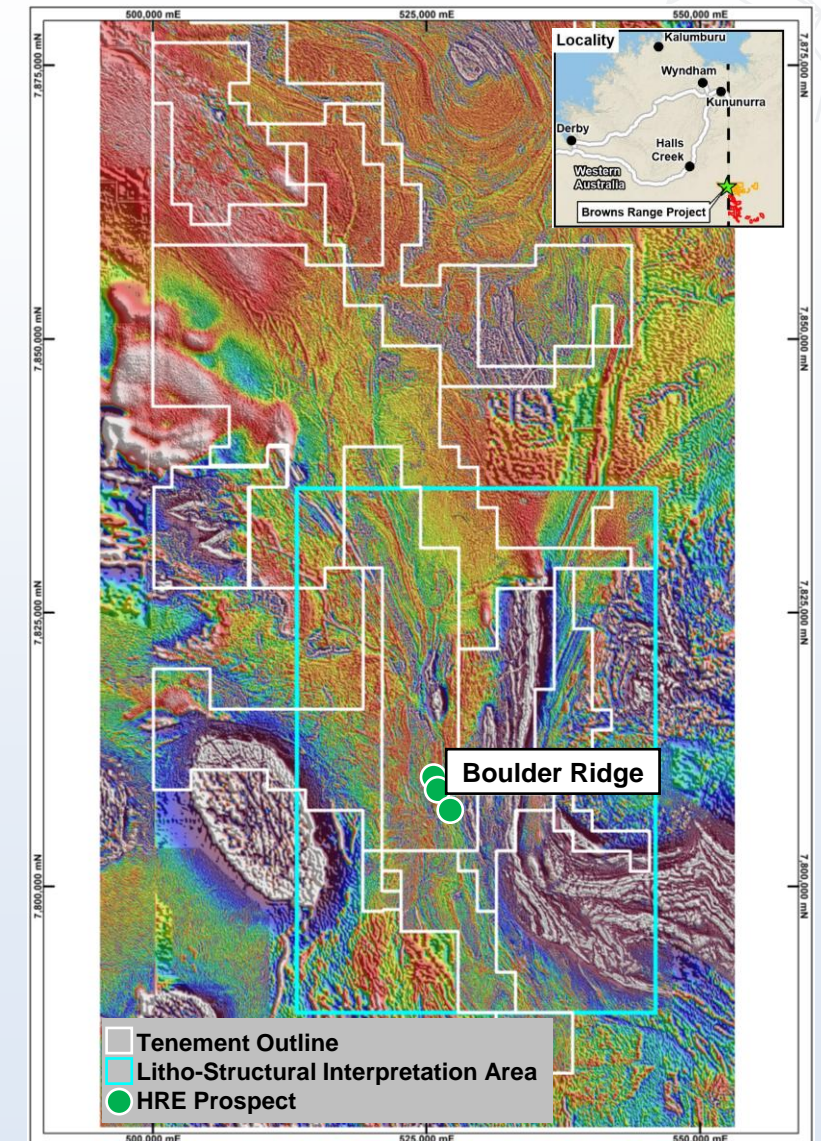 500,000 mE
525,000 mE
550,000 mE
7,875,000 mN
7,875,000 mN
Locality
Kalumburu
Wyndham
Kununurra
Derby
Halls
Creek
Western
Australia
Browns Range Project
7,850,000 mN
7,850,000 mN
7,825,000 mN
7,825,000 mN
Boulder Ridge
7,800,000 mN
7,800,000 mN
Tenement Outline
Litho-Structural Interpretation Area
HRE Prospect
500,000 mE
525,000 mE
550,000 mE